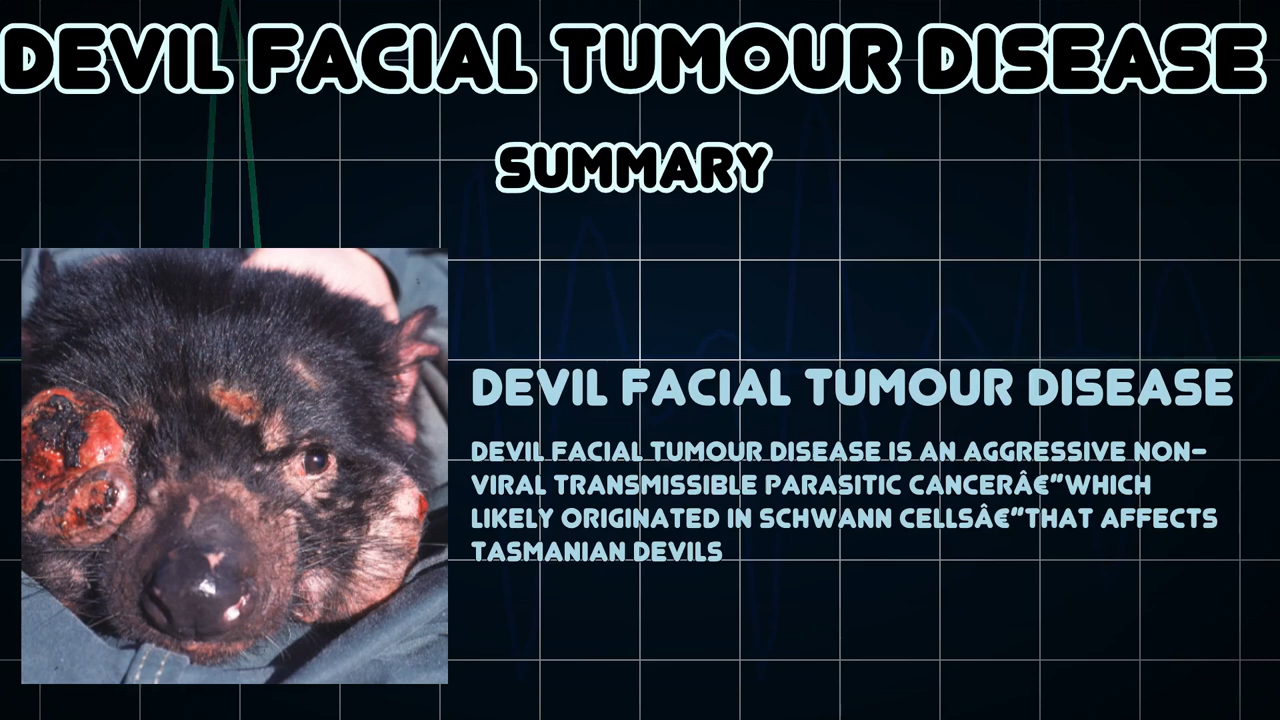 DEVIL FACIAL TUMOUR DISEASE
SUMMARY
DEVIL FACIAL TUMOUR DISEASE
DEVIL FACIAL TUMOUR DISEASE IS AN AGGRESSIVE NON-
VIRAL TRANSMISSIBLE PARASITIC CANCERÂ€"WHICH
LIKELY ORIGINATED IN SCHWANN CELLSÂ€"THAT AFFECTS
TASMANIAN DEVILS